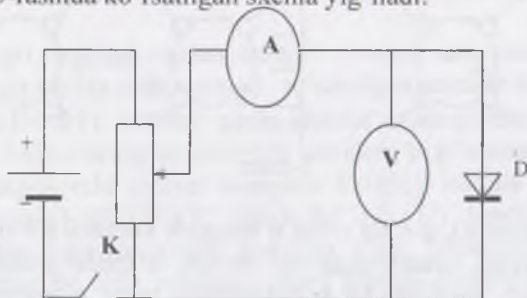 rasmda ko'rsatilgan sxema yig'iladi.
A
+
V
D
−
K